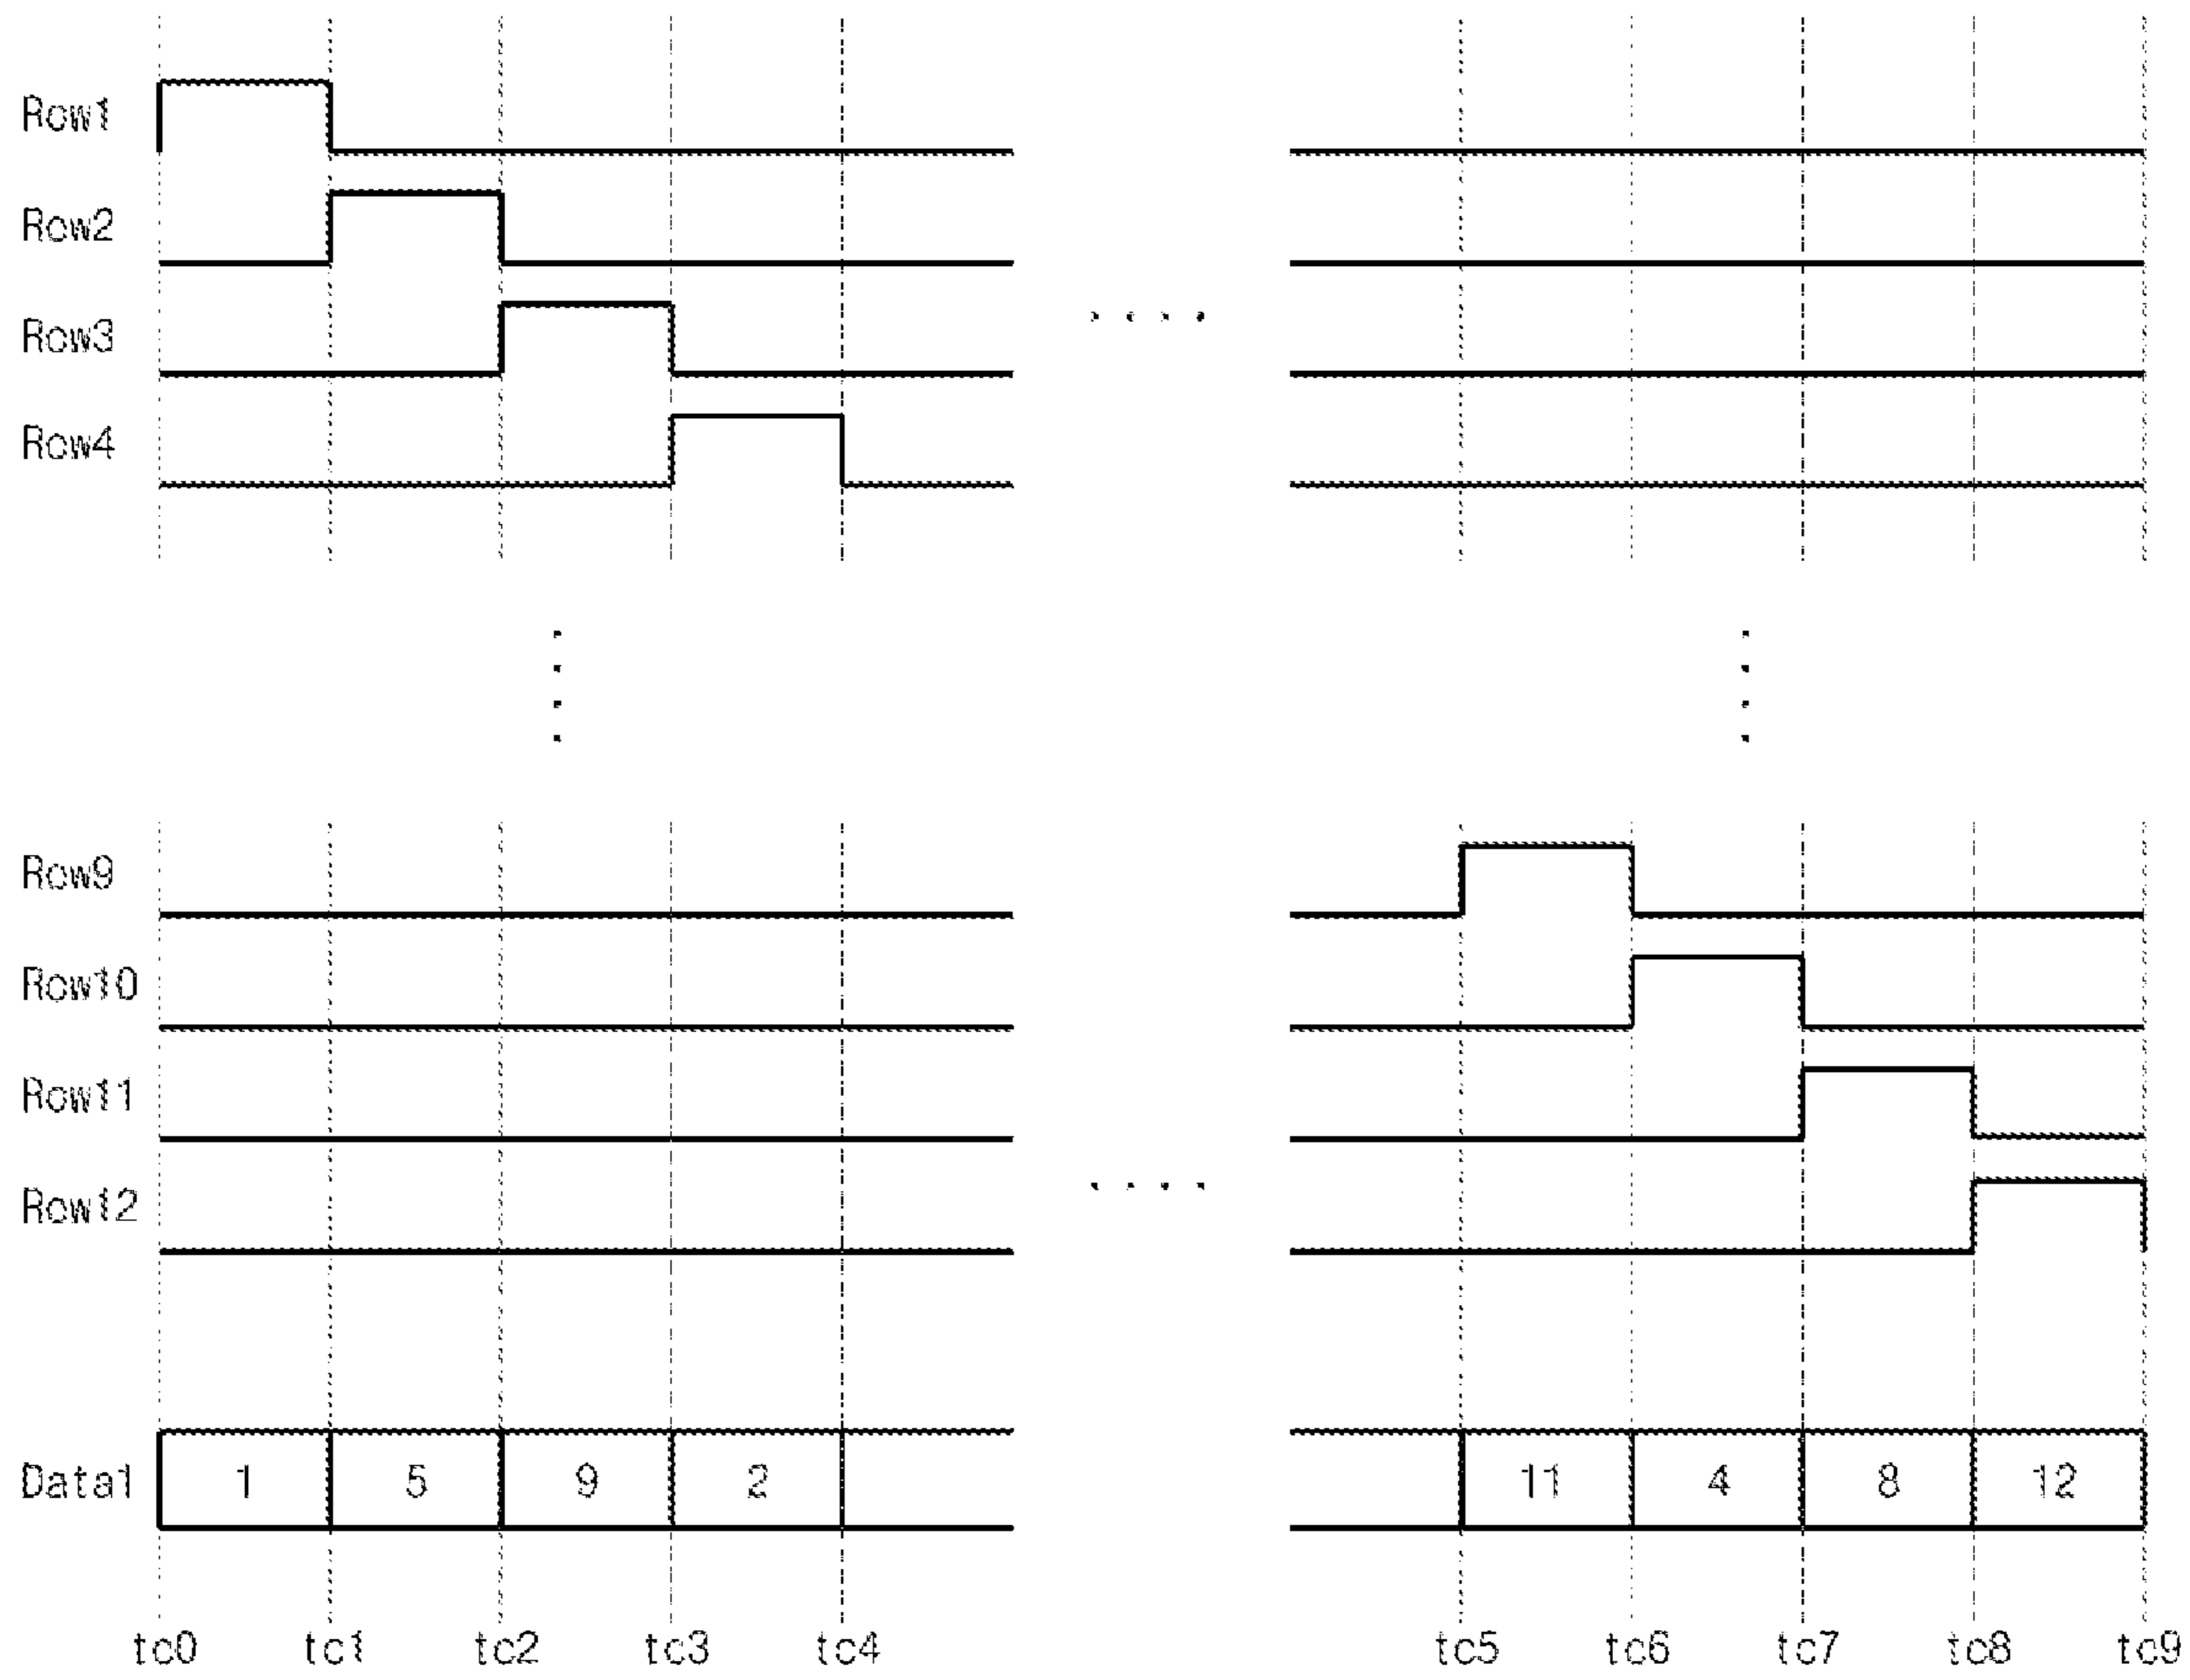 Row1
Row2
Row3
Row4
Row9
Row10
Row11
Row12
Data1 1 5 9 2 11 4 8 12
tc0 tc1 tc2 tc3 tc4 tc5 tc6 tc7 tc8 tc9